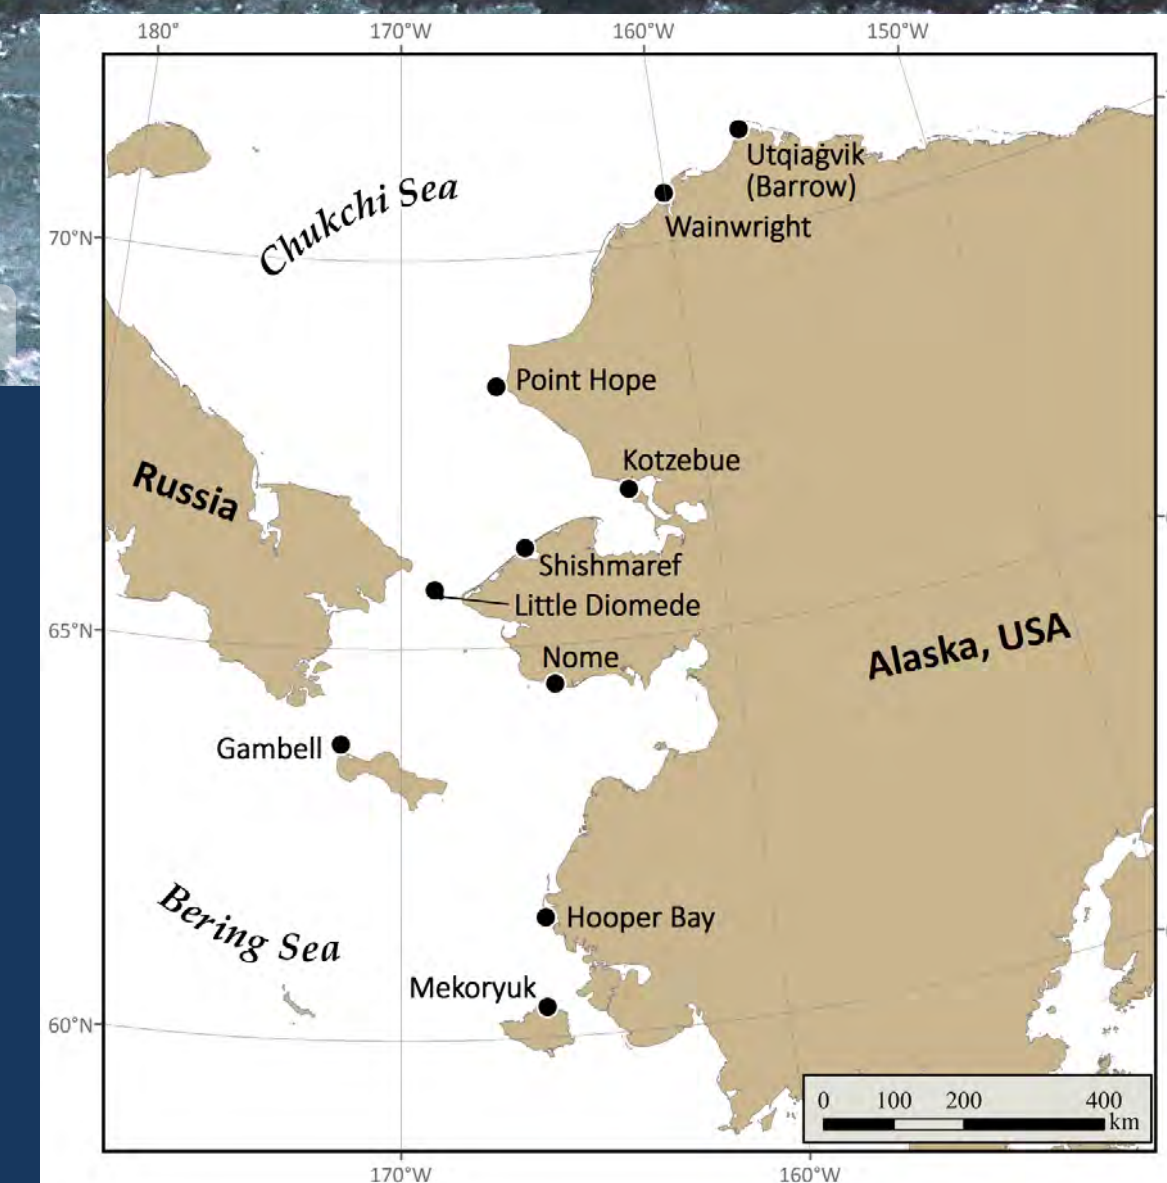 180°
170°W
160°W
150°W
Utqiaġvik
(Barrow)
Wainwright
Chukchi Sea
70°N
Point Hope
Kotzebue
Russia
Shishmaref
Little Diomede
65°N
Nome
Alaska, USA
Gambell
Hooper Bay
Bering Sea
Mekoryuk
60°N
0 100 200 400
km
170°W
160°W